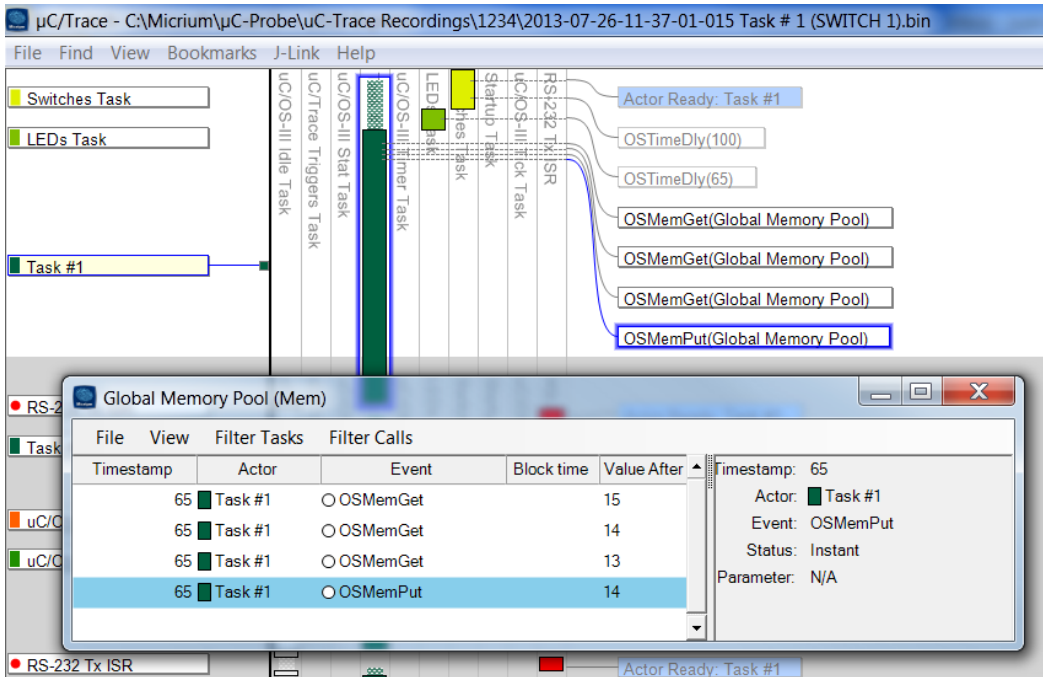 µC/Trace - C:\Micrium\µC-Probe\uC-Trace Recordings\1234\2013-07-26-11-37-01-015 Task # 1 (SWITCH 1).bin
File Find View Bookmarks J-Link Help
Switches Task
LEDs Task
Task #1
uC/OS-III Idle Task
uC/Trace Triggers Task
uC/OS-III Stat Task
uC/OS-III Timer Task
LEDs Task
ches Task
Startup Task
uC/OS-III Tick Task
RS-232 Tx ISR
Actor Ready: Task #1
OSTimeDly(100)
OSTimeDly(65)
OSMemGet(Global Memory Pool)
OSMemGet(Global Memory Pool)
OSMemGet(Global Memory Pool)
OSMemPut(Global Memory Pool)
RS-2
Task
uC/O
uC/O
Global Memory Pool (Mem)
File View Filter Tasks Filter Calls
Timestamp Actor Event Block time Value After
65 Task #1 OSMemGet 15
65 Task #1 OSMemGet 14
65 Task #1 OSMemGet 13
65 Task #1 OSMemPut 14
Timestamp: 65
Actor: Task #1
Event: OSMemPut
Status: Instant
Parameter: N/A
RS-232 Tx ISR
Actor Ready: Task #1